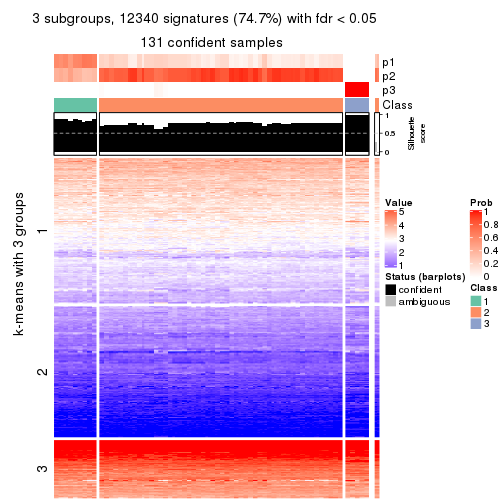 3 subgroups, 12340 signatures (74.7%) with fdr < 0.05
131 confident samples
p1
p2
p3
Class
1
0.5
0
Silhouette
score
k-means with 3 groups
1
2
3
Value
5
4
3
2
1
Status (barplots)
confident
ambiguous
Prob
1
0.8
0.6
0.4
0.2
0
Class
1
2
3